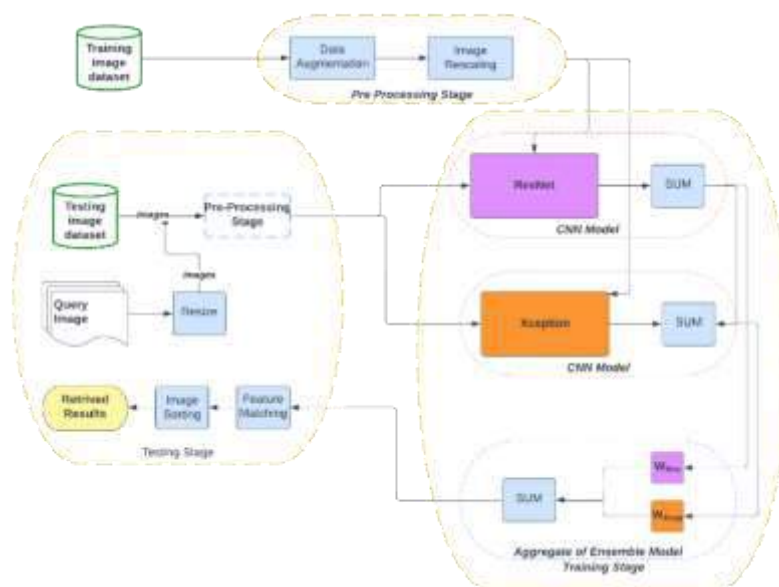 Training
image
dataset
Data
Augmentation
Image
Rescaling
Pre Processing Stage
Testing
image
dataset
images
Pre-Processing
Stage
images
Query
Image
Resize
ResNet
SUM
CNN Model
Xception
SUM
CNN Model
Retrived
Results
Image
Sorting
Feature
Matching
Testing Stage
SUM
Aggregate of Ensemble Model
Training Stage